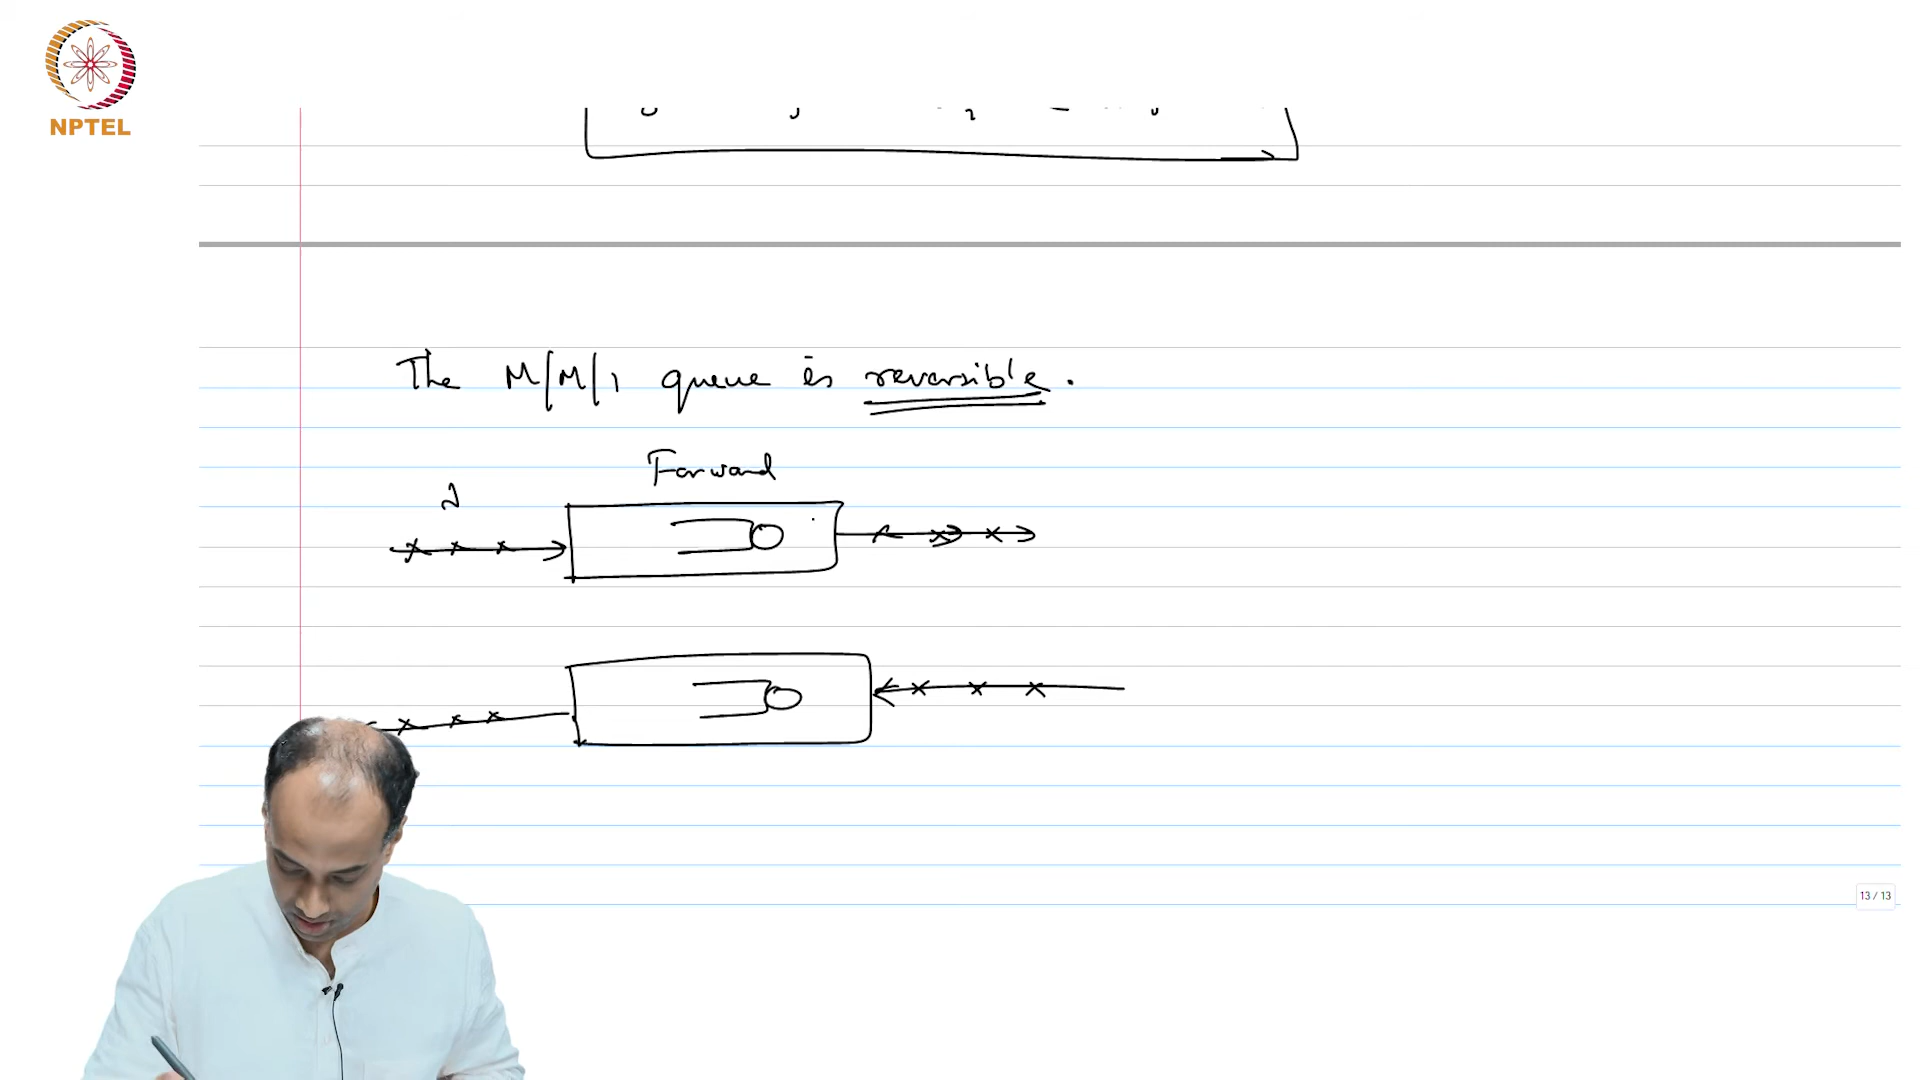 NPTEL
The M/M/1 queue is reversible.
Forward
λ
13 / 13